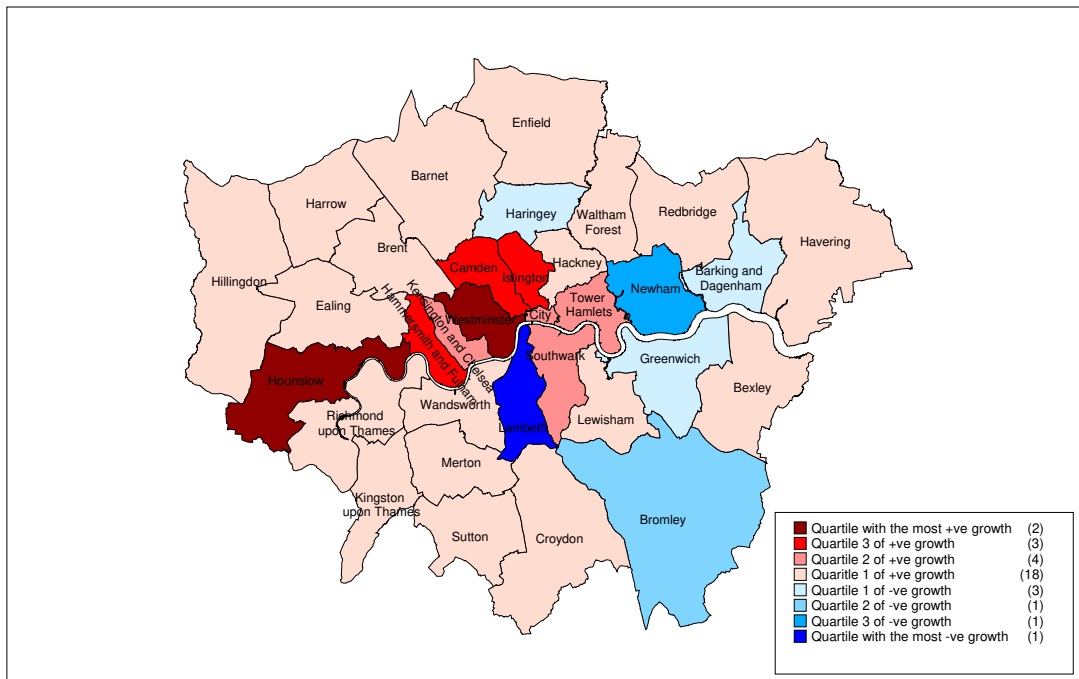 Enfield
Barnet
Harrow
Haringey
Waltham
Forest
Redbridge
Havering
Brent
Hillingdon
Camden
Islington
Hackney
Barking and
Dagenham
Newham
Ealing
Kensington and Chelsea
Hammersmith and Fulham
Westminster
City
Tower
Hamlets
Hounslow
Southwark
Greenwich
Bexley
Richmond
upon Thames
Wandsworth
Lambeth
Lewisham
Merton
Kingston
upon Thames
Sutton
Croydon
Bromley
Quartile with the most +ve growth (2)
Quartile 3 of +ve growth (3)
Quartile 2 of +ve growth (4)
Quartile 1 of +ve growth (18)
Quartile 1 of -ve growth (3)
Quartile 2 of -ve growth (1)
Quartile 3 of -ve growth (1)
Quartile with the most -ve growth (1)